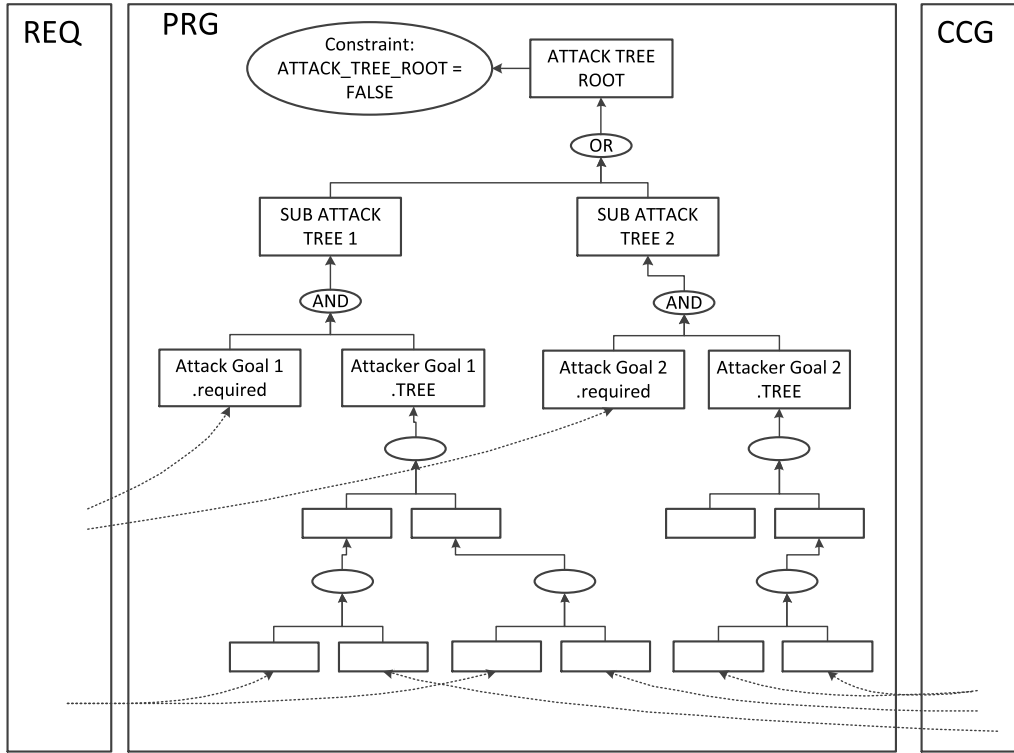 REQ
PRG
CCG
Constraint:
ATTACK_TREE_ROOT =
FALSE
ATTACK TREE
ROOT
OR
SUB ATTACK
TREE 1
SUB ATTACK
TREE 2
AND
AND
Attack Goal 1
.required
Attacker Goal 1
.TREE
Attack Goal 2
.required
Attacker Goal 2
.TREE